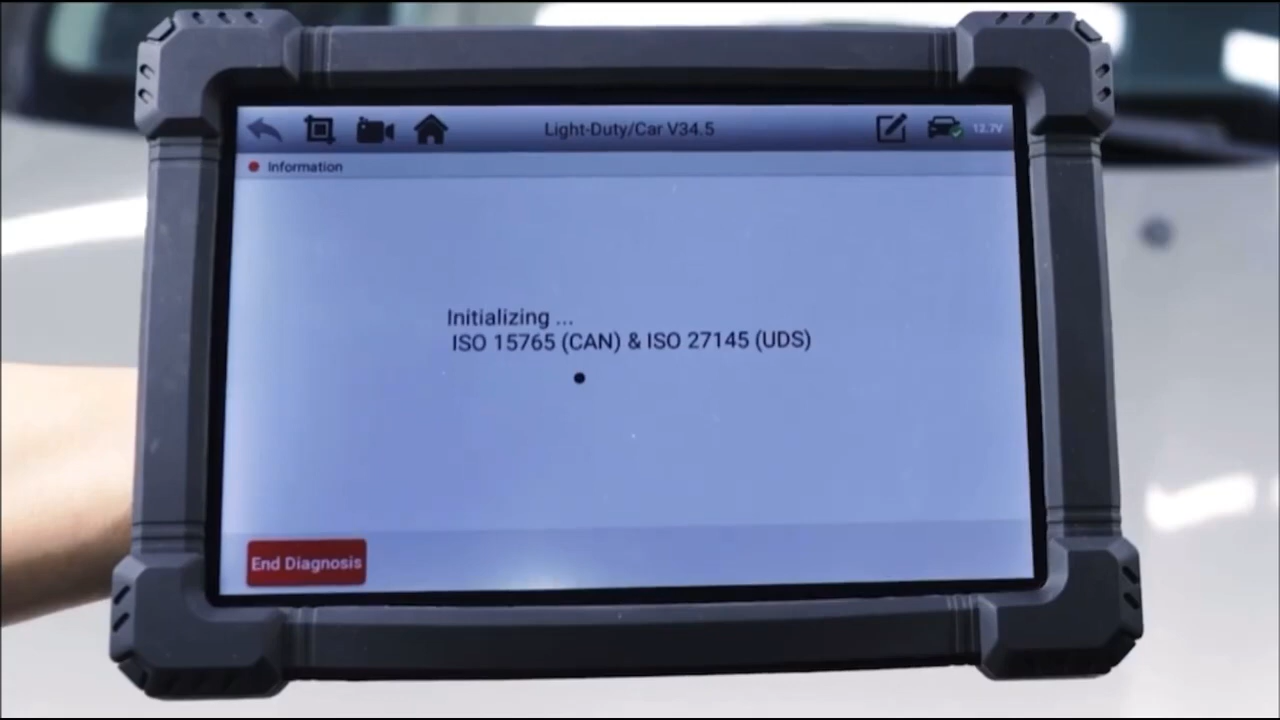 Light-Duty/Car V34.5
12.7V
Information
Initializing ...
ISO 15765 (CAN) & ISO 27145 (UDS)
End Diagnosis